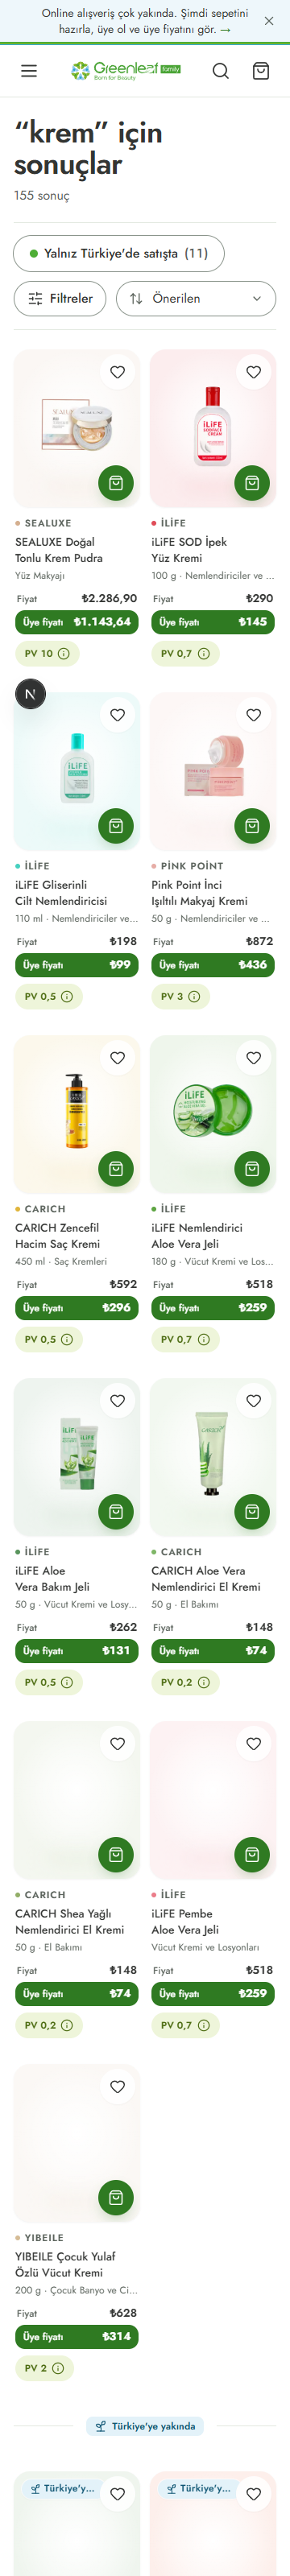 Online alışveriş çok yakında. Şimdi sepetini
hazırla, üye ol ve üye fiyatını gör. →
Greenleaf family
Born for Beauty
“krem” için
sonuçlar
155 sonuç
Yalnız Türkiye'de satışta (11)
Filtreler
Önerilen
SEALUXE
SEALUXE Doğal
Tonlu Krem Pudra
Yüz Makyajı
Fiyat ₺2.286,90
Üye fiyatı ₺1.143,64
PV 10
İLİFE
iLiFE SOD İpek
Yüz Kremi
100 g · Nemlendiriciler ve ...
Fiyat ₺290
Üye fiyatı ₺145
PV 0,7
N
İLİFE
iLiFE Gliserinli
Cilt Nemlendiricisi
110 ml · Nemlendiriciler ve...
Fiyat ₺198
Üye fiyatı ₺99
PV 0,5
PİNK POİNT
Pink Point İnci
Işıltılı Makyaj Kremi
50 g · Nemlendiriciler ve ...
Fiyat ₺872
Üye fiyatı ₺436
PV 3
CARICH
CARICH Zencefil
Hacim Saç Kremi
450 ml · Saç Kremleri
Fiyat ₺592
Üye fiyatı ₺296
PV 0,5
İLİFE
iLiFE Nemlendirici
Aloe Vera Jeli
180 g · Vücut Kremi ve Los...
Fiyat ₺518
Üye fiyatı ₺259
PV 0,7
İLİFE
iLiFE Aloe
Vera Bakım Jeli
50 g · Vücut Kremi ve Losy...
Fiyat ₺262
Üye fiyatı ₺131
PV 0,5
CARICH
CARICH Aloe Vera
Nemlendirici El Kremi
50 g · El Bakımı
Fiyat ₺148
Üye fiyatı ₺74
PV 0,2
CARICH
CARICH Shea Yağlı
Nemlendirici El Kremi
50 g · El Bakımı
Fiyat ₺148
Üye fiyatı ₺74
PV 0,2
İLİFE
iLiFE Pembe
Aloe Vera Jeli
Vücut Kremi ve Losyonları
Fiyat ₺518
Üye fiyatı ₺259
PV 0,7
YIBEILE
YIBEILE Çocuk Yulaf
Özlü Vücut Kremi
200 g · Çocuk Banyo ve Ci...
Fiyat ₺628
Üye fiyatı ₺314
PV 2
Türkiye'ye yakında
Türkiye'y...
Türkiye'y...